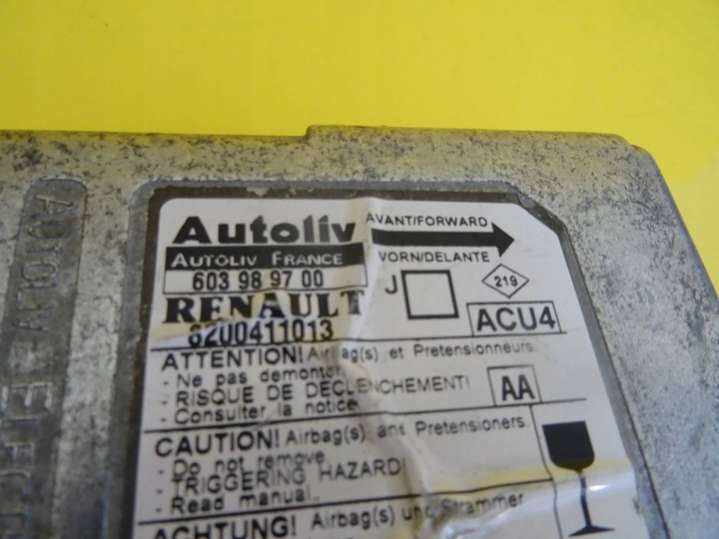 Autoliv
AVANT/FORWARD
AUTOLIV FRANCE
VORN/DELANTE
603 98 97 00
J
219
RENAULT
8200411013
ACU4
ATTENTION! Airbag(s) et Pretensionneurs.
- Ne pas demonter.
- RISQUE DE DECLENCHEMENT!
- Consulter la notice.
AA
CAUTION! Airbag(s) and Pretensioners.
- Do not remove.
- TRIGGERING HAZARD!
- Read manual.
ACHTUNG! Airbag(s) und Strammer
AUTOLIV ELECTR